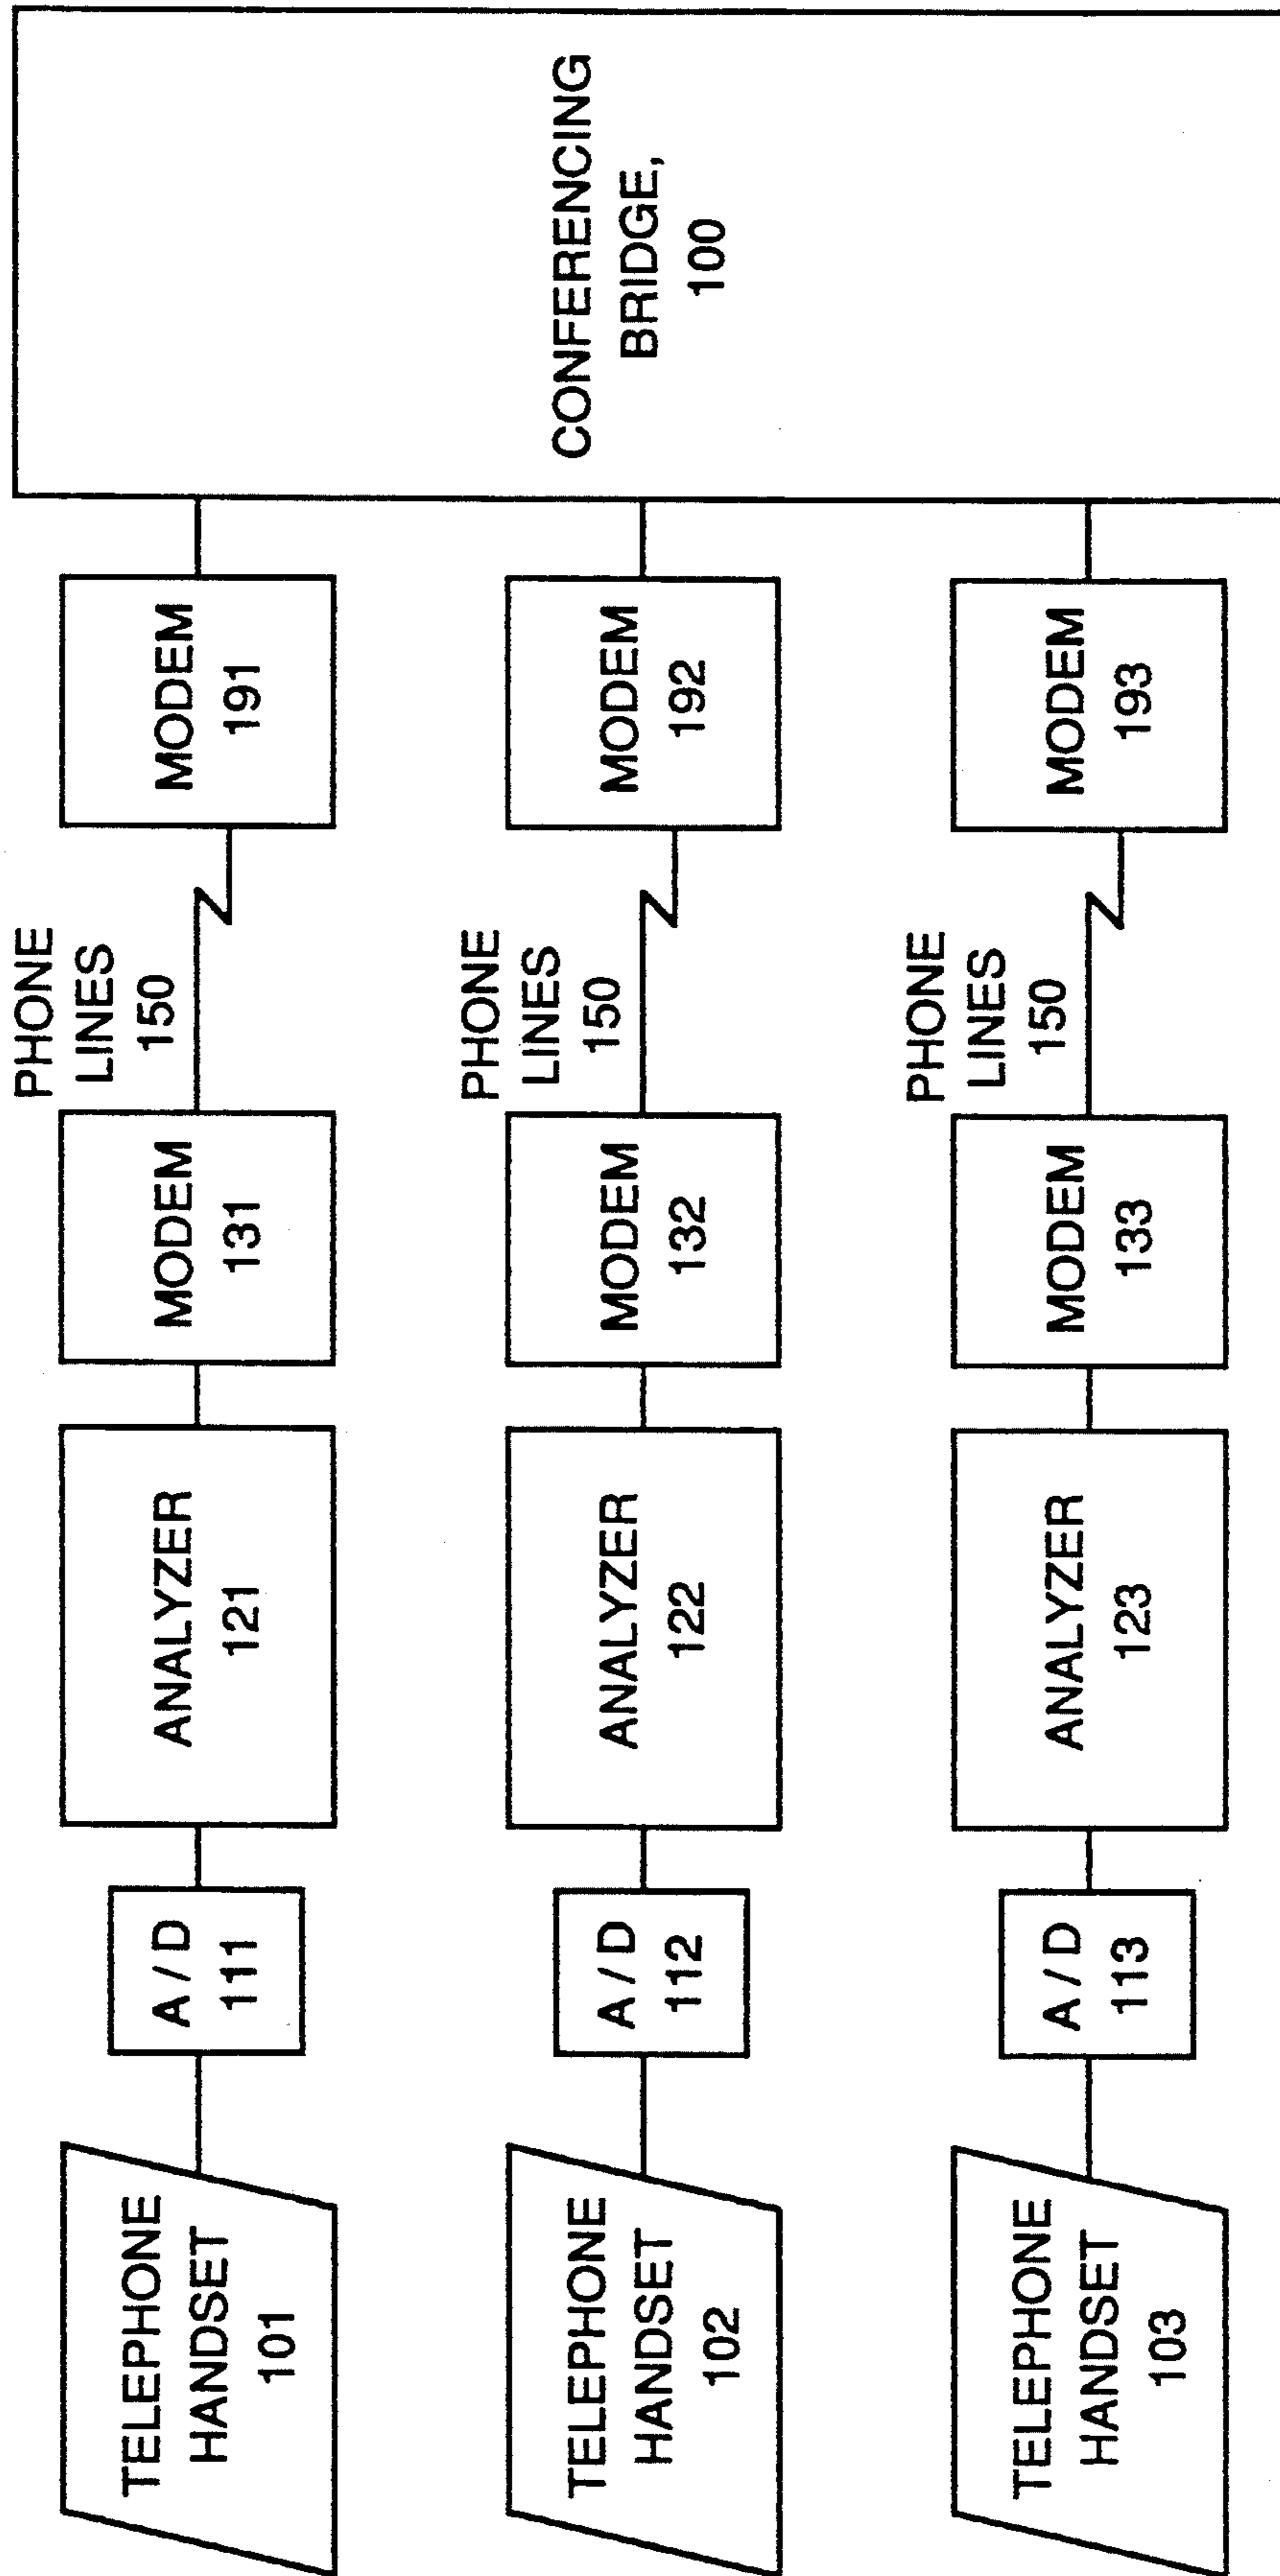 TELEPHONE
HANDSET
101
A / D
111
ANALYZER
121
MODEM
131
PHONE
LINES
150
MODEM
191
TELEPHONE
HANDSET
102
A / D
112
ANALYZER
122
MODEM
132
PHONE
LINES
150
MODEM
192
TELEPHONE
HANDSET
103
A / D
113
ANALYZER
123
MODEM
133
PHONE
LINES
150
MODEM
193
CONFERENCING
BRIDGE,
100